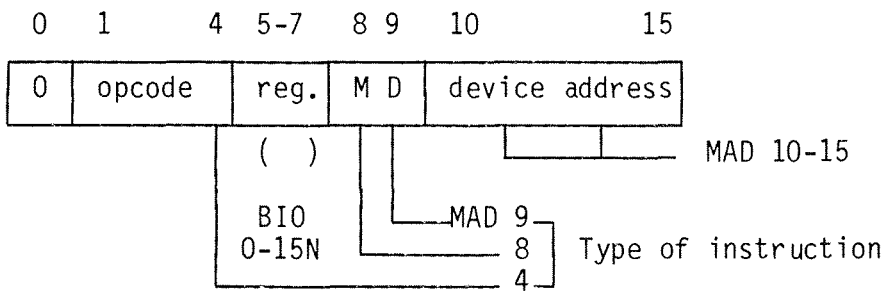 0 1 4 5-7 8 9 10 15
0 opcode reg. M D device address
( ) MAD 10-15
BIO MAD 9
0-15N 8 Type of instruction
4